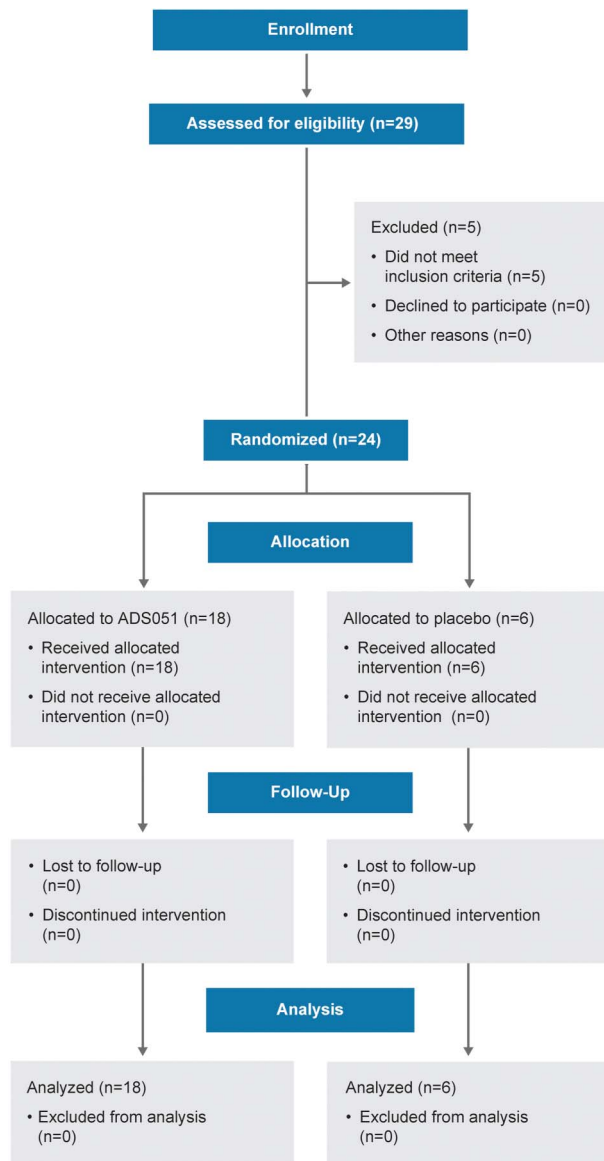 Enrollment
Assessed for eligibility (n=29)
Excluded (n=5)
• Did not meet
inclusion criteria (n=5)
• Declined to participate (n=0)
• Other reasons (n=0)
Randomized (n=24)
Allocation
Allocated to ADS051 (n=18)
• Received allocated
intervention (n=18)
• Did not receive allocated
intervention (n=0)
Allocated to placebo (n=6)
• Received allocated
intervention (n=6)
• Did not receive allocated
intervention (n=0)
Follow-Up
• Lost to follow-up
(n=0)
• Discontinued intervention
(n=0)
• Lost to follow-up
(n=0)
• Discontinued intervention
(n=0)
Analysis
Analyzed (n=18)
• Excluded from analysis
(n=0)
Analyzed (n=6)
• Excluded from analysis
(n=0)